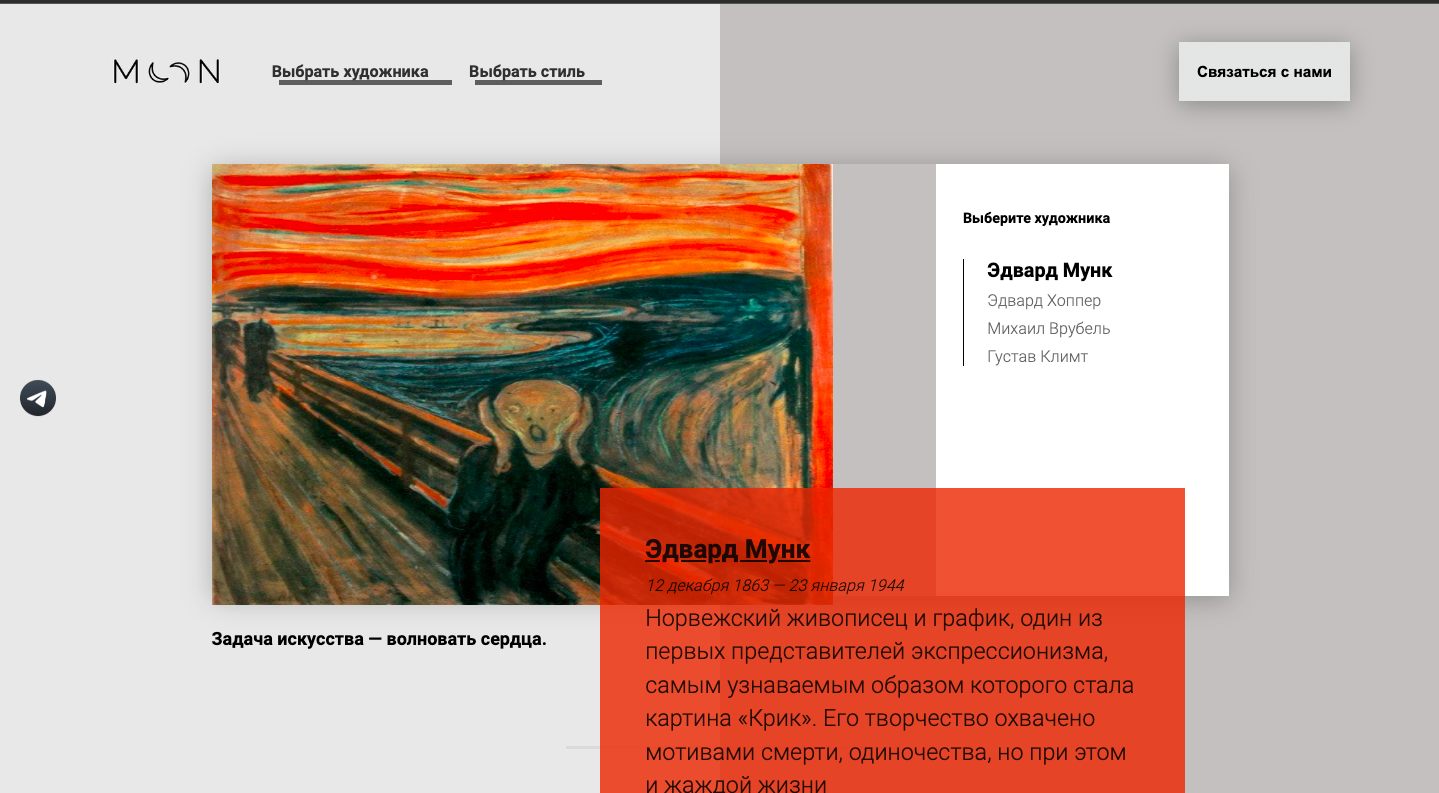 MOON
Выбрать художника
Выбрать стиль
Связаться с нами
Выберите художника
Эдвард Мунк
Эдвард Хоппер
Михаил Врубель
Густав Климт
Эдвард Мунк
12 декабря 1863 — 23 января 1944
Норвежский живописец и график, один из
первых представителей экспрессионизма,
самым узнаваемым образом которого стала
картина «Крик». Его творчество охвачено
мотивами смерти, одиночества, но при этом
и жаждой жизни
Задача искусства — волновать сердца.